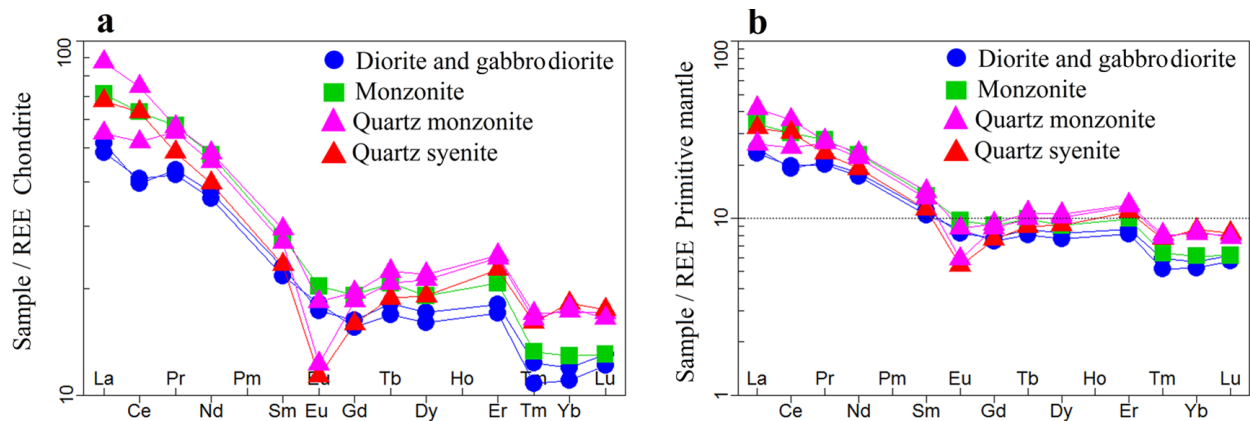 a
Sample / REE Chondrite
100
10
Diorite and gabbrodiorite
Monzonite
Quartz monzonite
Quartz syenite
La Pr Pm Eu Tb Ho Tm Lu
Ce Nd Sm Eu Gd Dy Er Tm Yb
b
Sample / REE Primitive mantle
100
10
1
Diorite and gabbrodiorite
Monzonite
Quartz monzonite
Quartz syenite
La Pr Pm Eu Tb Ho Tm Lu
Ce Nd Sm Gd Dy Er Yb